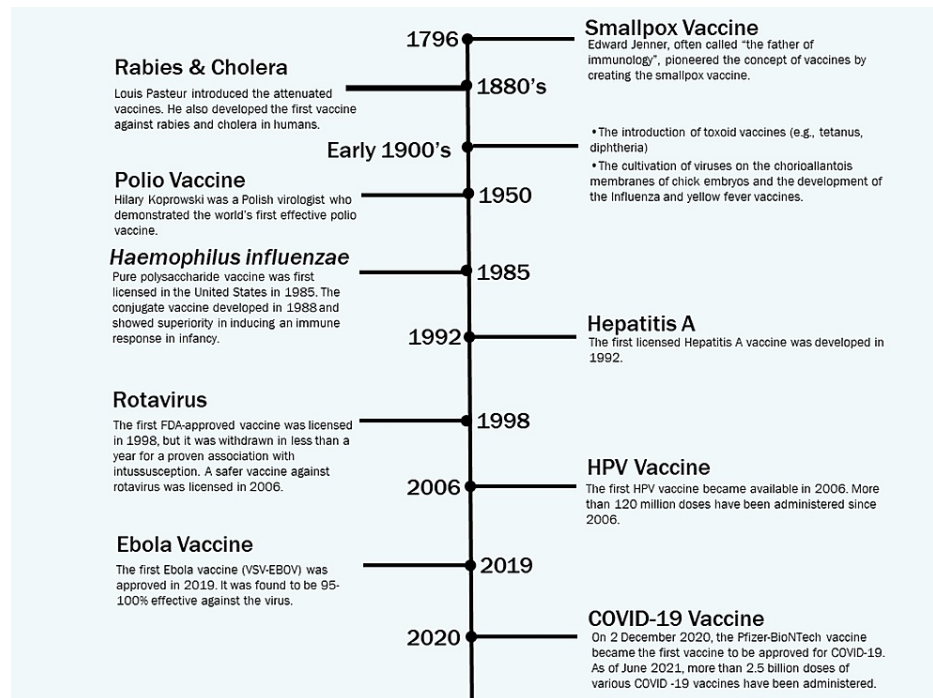 1796
Smallpox Vaccine
Edward Jenner, often called “the father of
immunology”, pioneered the concept of vaccines by
creating the smallpox vaccine.
Rabies & Cholera
1880’s
Louis Pasteur introduced the attenuated
vaccines. He also developed the first vaccine
against rabies and cholera in humans.
Early 1900’s
•The introduction of toxoid vaccines (e.g., tetanus,
diphtheria)
•The cultivation of viruses on the chorioallantois
membranes of chick embryos and the development of
the Influenza and yellow fever vaccines.
Polio Vaccine
1950
Hilary Koprowski was a Polish virologist who
demonstrated the world’s first effective polio
vaccine.
Haemophilus influenzae
1985
Pure polysaccharide vaccine was first
licensed in the United States in 1985. The
conjugate vaccine developed in 1988 and
showed superiority in inducing an immune
response in infancy.
1992
Hepatitis A
The first licensed Hepatitis A vaccine was developed in
1992.
Rotavirus
1998
The first FDA-approved vaccine was licensed
in 1998, but it was withdrawn in less than a
year for a proven association with
intussusception. A safer vaccine against
rotavirus was licensed in 2006.
2006
HPV Vaccine
The first HPV vaccine became available in 2006. More
than 120 million doses have been administered since
2006.
Ebola Vaccine
2019
The first Ebola vaccine (VSV-EBOV) was
approved in 2019. It was found to be 95-
100% effective against the virus.
2020
COVID-19 Vaccine
On 2 December 2020, the Pfizer-BioNTech vaccine
became the first vaccine to be approved for COVID-19.
As of June 2021, more than 2.5 billion doses of
various COVID -19 vaccines have been administered.